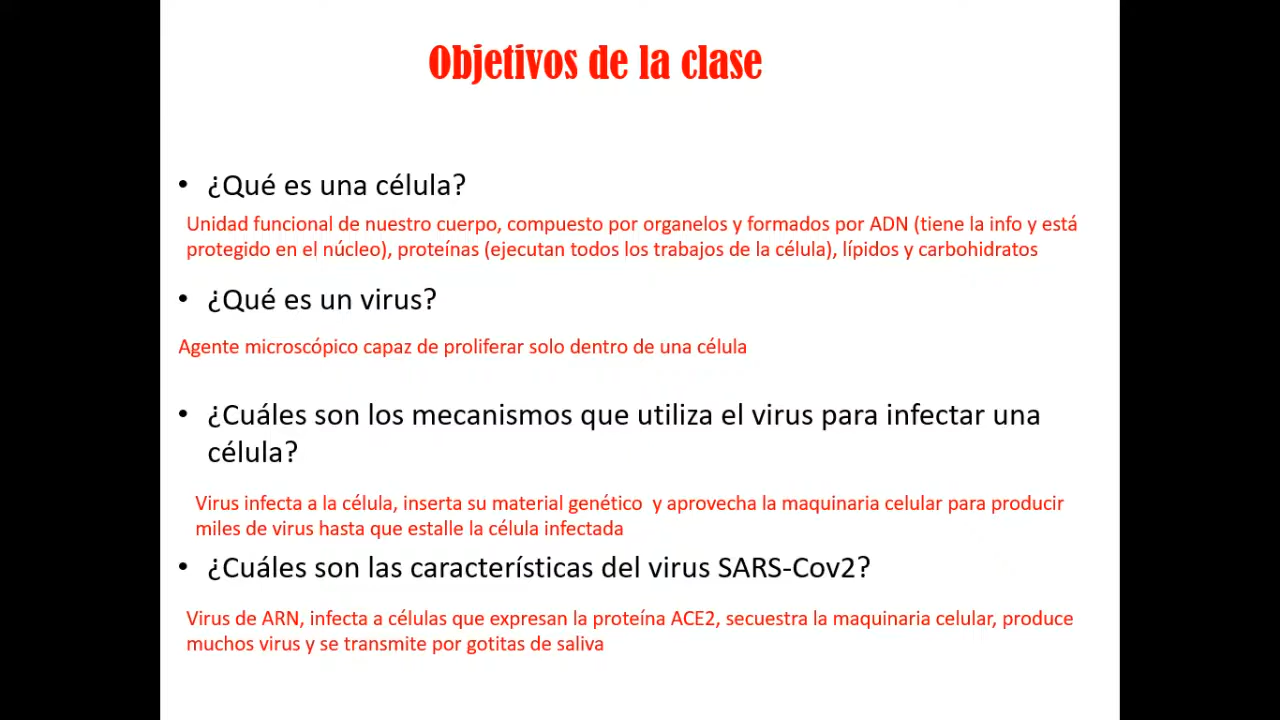 Objetivos de la clase
• ¿Qué es una célula?
Unidad funcional de nuestro cuerpo, compuesto por organelos y formados por ADN (tiene la info y está
protegido en el núcleo), proteínas (ejecutan todos los trabajos de la célula), lípidos y carbohidratos
• ¿Qué es un virus?
Agente microscópico capaz de proliferar solo dentro de una célula
• ¿Cuáles son los mecanismos que utiliza el virus para infectar una
célula?
Virus infecta a la célula, inserta su material genético y aprovecha la maquinaria celular para producir
miles de virus hasta que estalle la célula infectada
• ¿Cuáles son las características del virus SARS-Cov2?
Virus de ARN, infecta a células que expresan la proteína ACE2, secuestra la maquinaria celular, produce
muchos virus y se transmite por gotitas de saliva